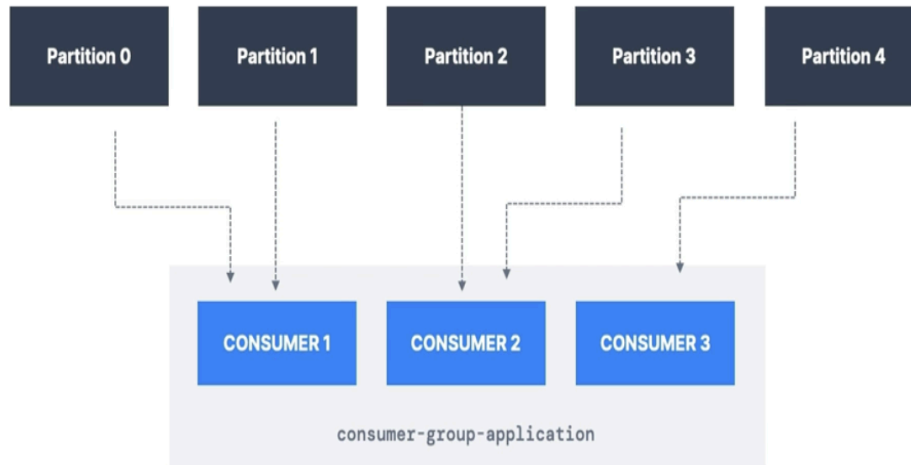 Partition 0
Partition 1
Partition 2
Partition 3
Partition 4
CONSUMER 1
CONSUMER 2
CONSUMER 3
consumer-group-application